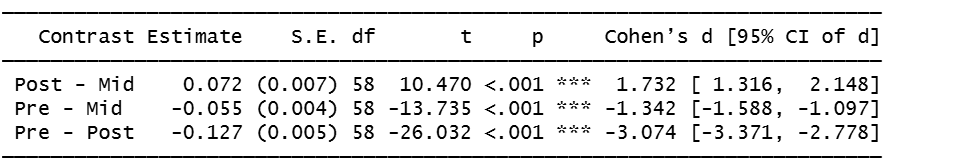 Contrast Estimate S.E. df t p Cohen’s d [95% CI of d]
Post - Mid 0.072 (0.007) 58 10.470 <.001 *** 1.732 [ 1.316, 2.148]
Pre - Mid -0.055 (0.004) 58 -13.735 <.001 *** -1.342 [-1.588, -1.097]
Pre - Post -0.127 (0.005) 58 -26.032 <.001 *** -3.074 [-3.371, -2.778]